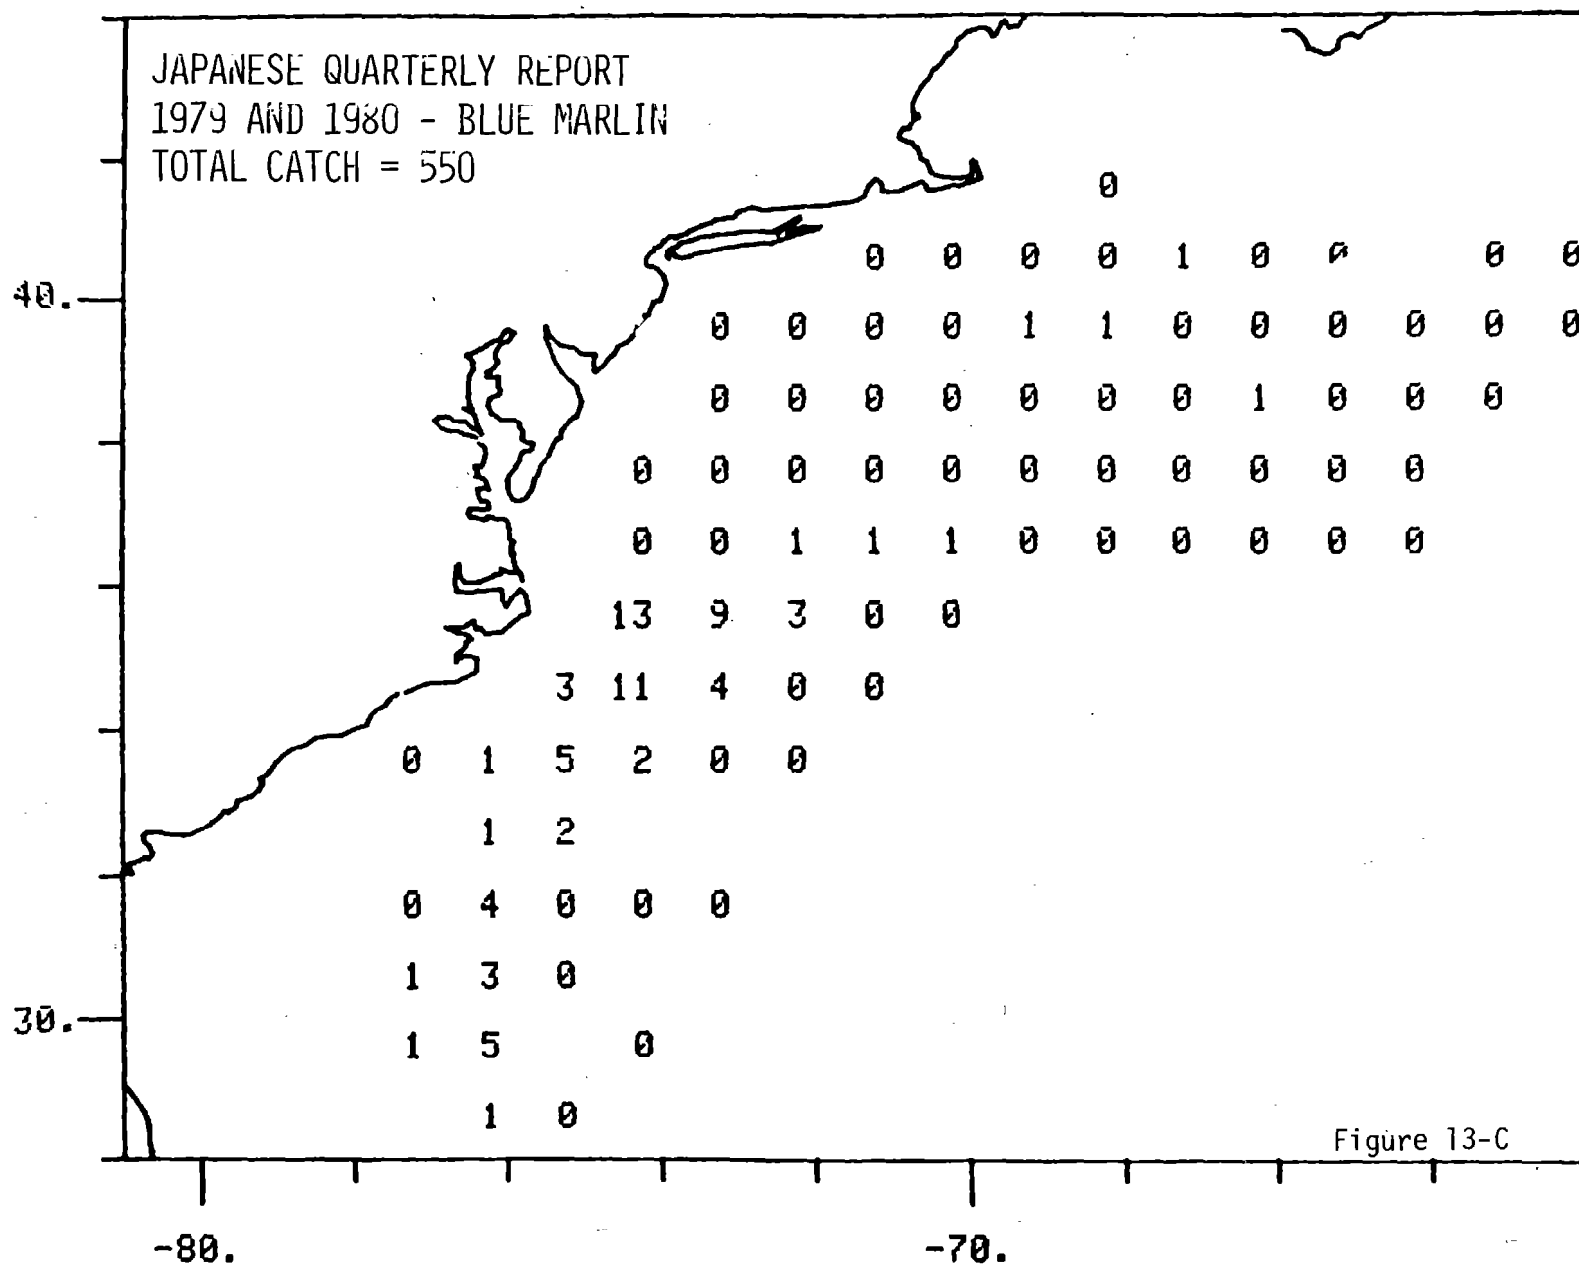 JAPANESE QUARTERLY REPORT
1979 AND 1980 - BLUE MARLIN
TOTAL CATCH = 550
0
0 0 0 0 1 0 0 0
40.
0 0 0 0 1 1 0 0 0 0 0 0
0 0 0 0 0 0 0 1 0 0 0
0 0 0 0 0 0 0 0 0 0 0
0 0 1 1 1 0 0 0 0 0 0
13 9 3 0 0
3 11 4 0 0
0 1 5 2 0 0
1 2
0 4 0 0 0
1 3 0
30.
1 5 0
1 0
Figure 13-C
-80. -70.